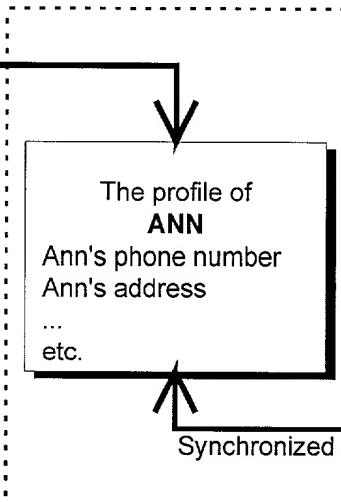 The profile of
ANN
Ann's phone number
Ann's address
...
etc.
Synchronized